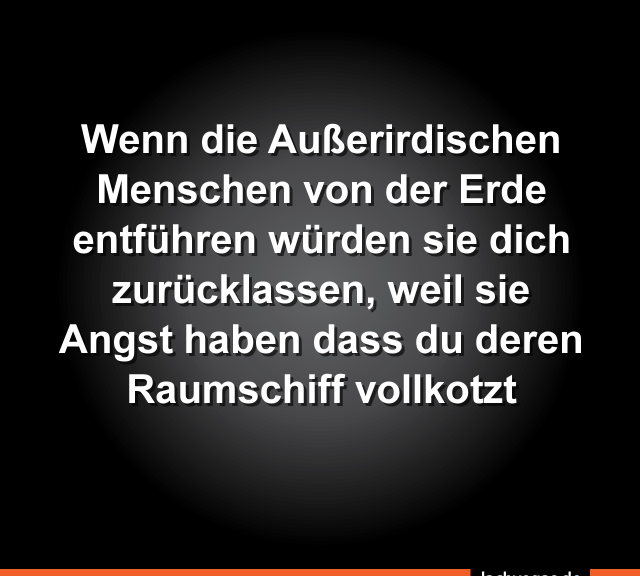 Wenn die Außerirdischen
Menschen von der Erde
entführen würden sie dich
zurücklassen, weil sie
Angst haben dass du deren
Raumschiff vollkotzt